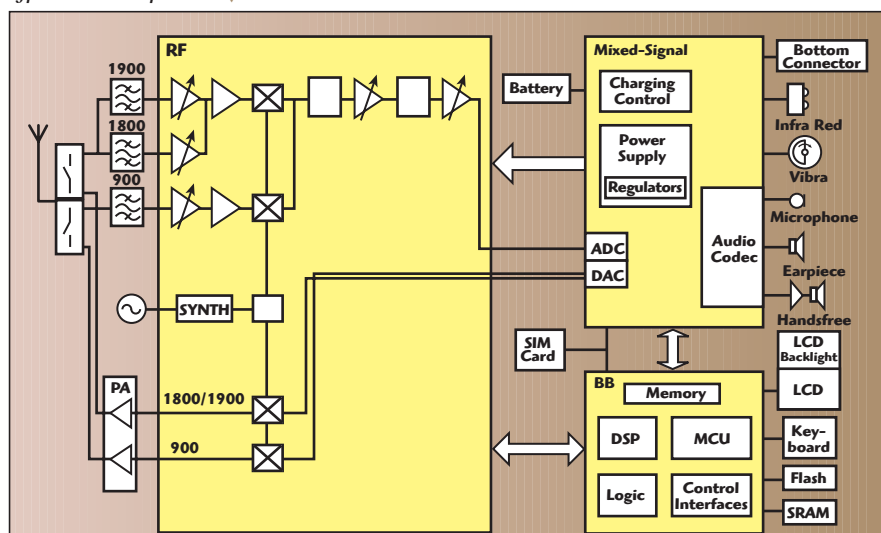 RF
1900
1800
900
SYNTH
PA
1800/1900
900
Mixed-Signal
Battery
Charging
Control
Power
Supply
Regulators
ADC
DAC
Audio
Codec
Bottom
Connector
Infra Red
Vibra
Microphone
Earpiece
Handsfree
SIM
Card
BB
Memory
DSP
MCU
Logic
Control
Interfaces
LCD
Backlight
LCD
Key-
board
Flash
SRAM